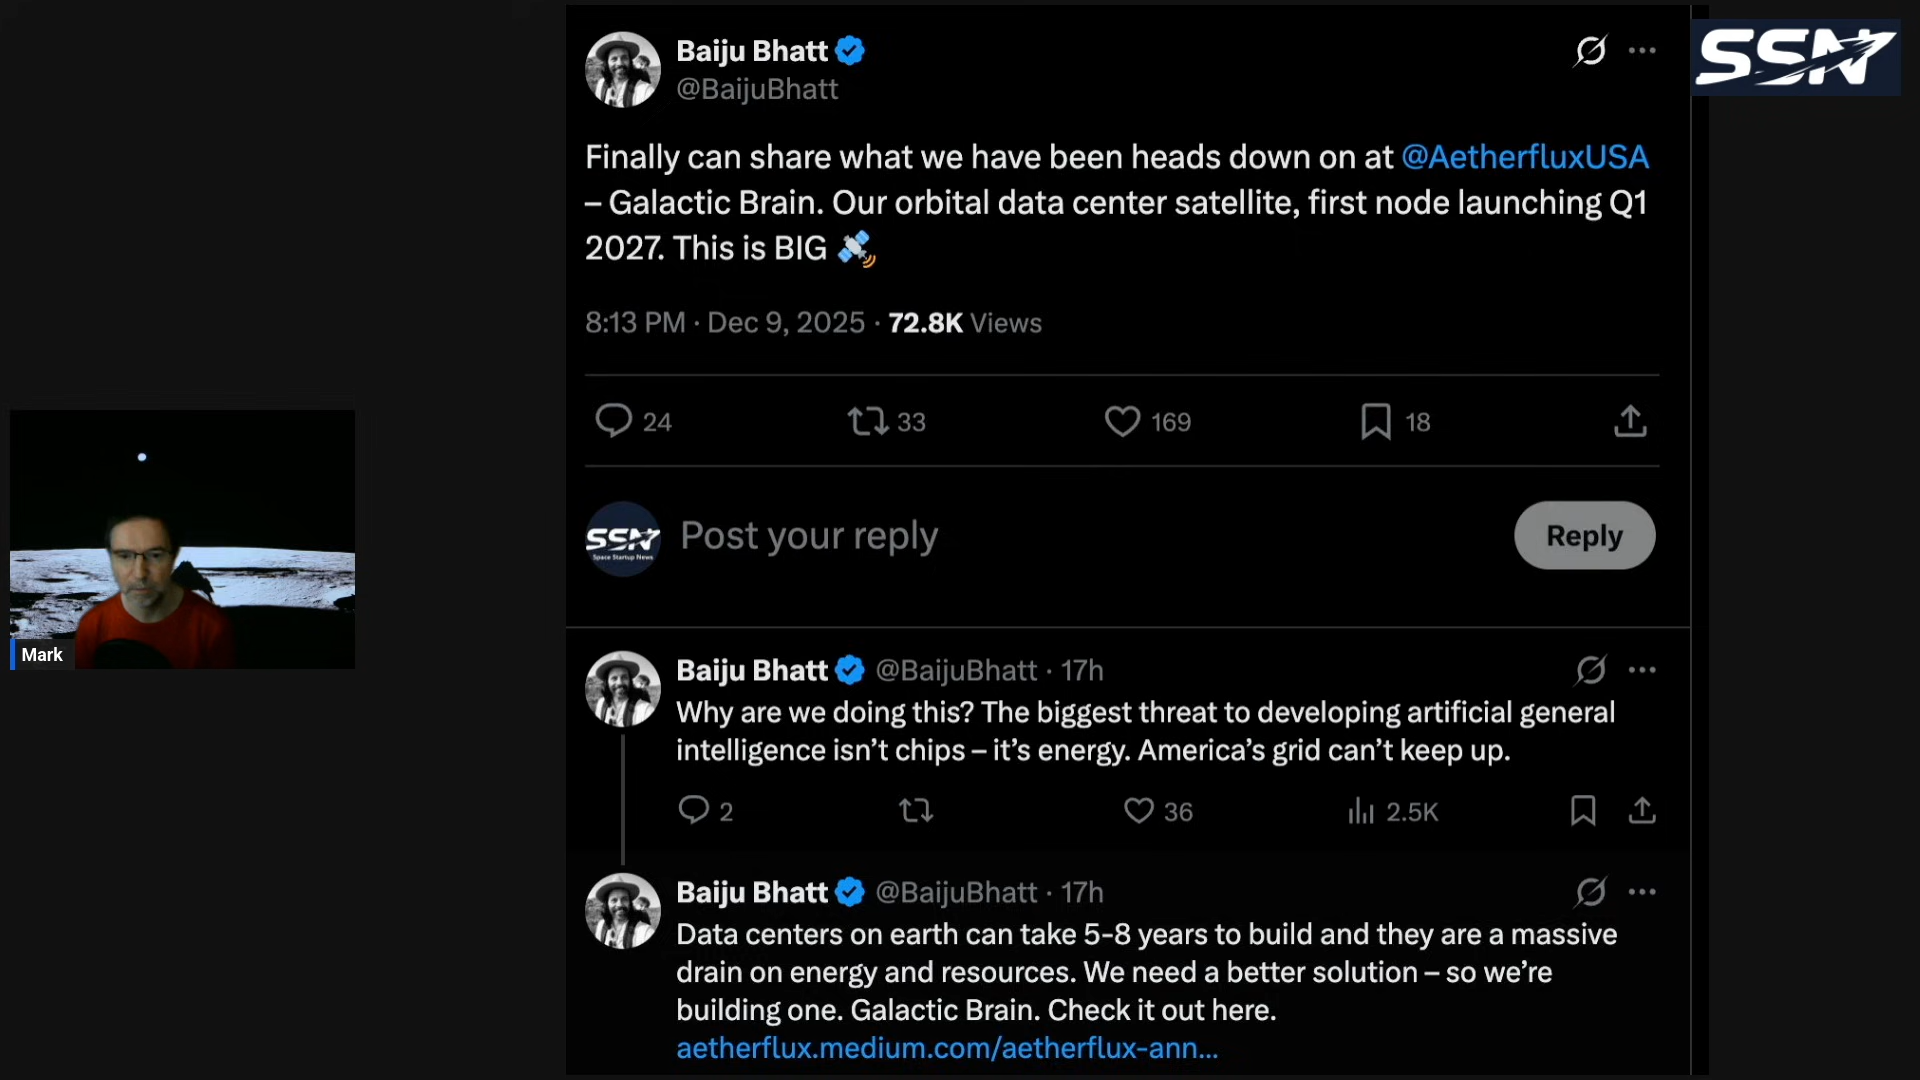 Baiju Bhatt
@BaijuBhatt
SSN
Finally can share what we have been heads down on at @AetherfluxUSA
– Galactic Brain. Our orbital data center satellite, first node launching Q1
2027. This is BIG 🛰️
8:13 PM · Dec 9, 2025 · 72.8K Views
24 33 169 18
SSN
Space Startup News
Post your reply
Reply
Mark
Baiju Bhatt @BaijuBhatt · 17h
Why are we doing this? The biggest threat to developing artificial general
intelligence isn’t chips – it’s energy. America’s grid can’t keep up.
2 36 2.5K
Baiju Bhatt @BaijuBhatt · 17h
Data centers on earth can take 5-8 years to build and they are a massive
drain on energy and resources. We need a better solution – so we’re
building one. Galactic Brain. Check it out here.
aetherflux.medium.com/aetherflux-ann...